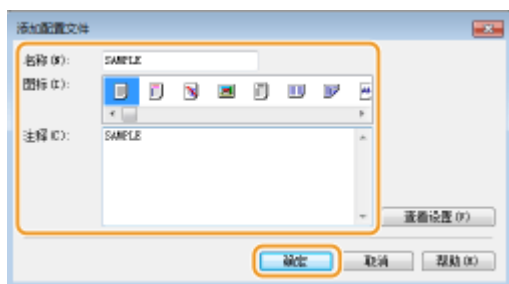 添加配置文件
名称(N):
SAMPLE
图标(I):
注释(C):
SAMPLE
查看设置(V)
确定
取消
帮助(H)